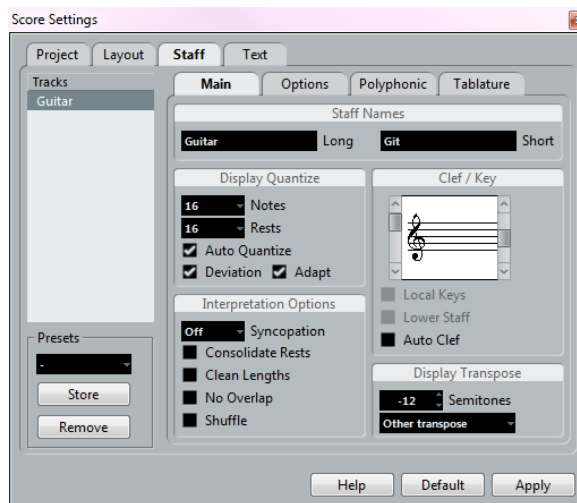 Score Settings
Project Layout Staff Text
Tracks
Guitar
Presets
-
Store
Remove
Main Options Polyphonic Tablature
Staff Names
Guitar Long Git Short
Display Quantize
16 Notes
16 Rests
Auto Quantize
Deviation Adapt
Interpretation Options
Off Syncopation
Consolidate Rests
Clean Lengths
No Overlap
Shuffle
Clef / Key
Local Keys
Lower Staff
Auto Clef
Display Transpose
-12 Semitones
Other transpose
Help Default Apply